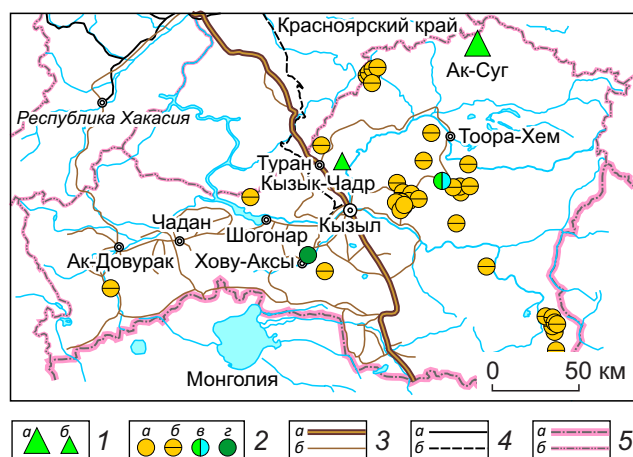 Красноярский край
Ак-Суг
Республика Хакасия
Тоора-Хем
Туран
Кызык-Чадр
Чадан
Шогонар
Кызыл
Ак-Довурак
Хову-Аксы
Монголия
0 50 км
а б 1 а б в г 2 а б 3 а б 4 а б 5